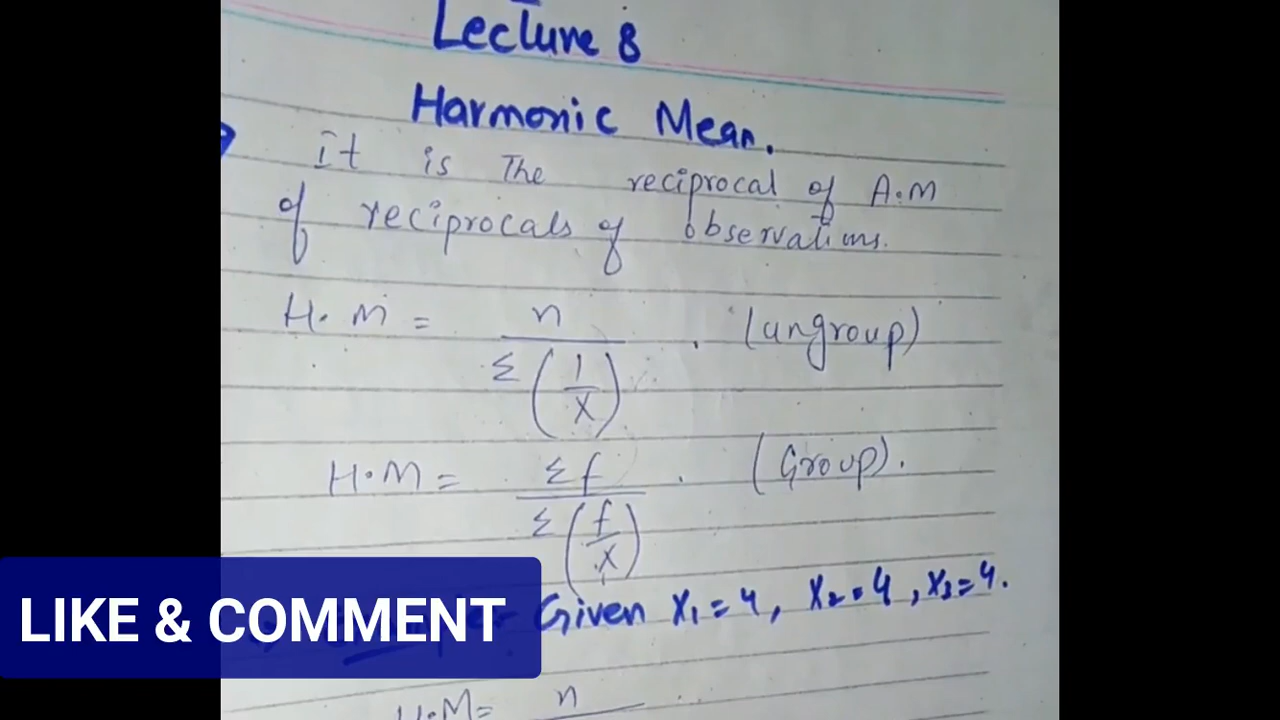 Lecture 8
Harmonic Mean.
it is The reciprocal of A.M
of reciprocals of observations.
H.M = n / Σ(1/X) . (ungroup)
H.M = Σf / Σ(f/X) . (Group).
Given X₁ = 4, X₂ = 4, X₃ = 4.
LIKE & COMMENT
H.M = n